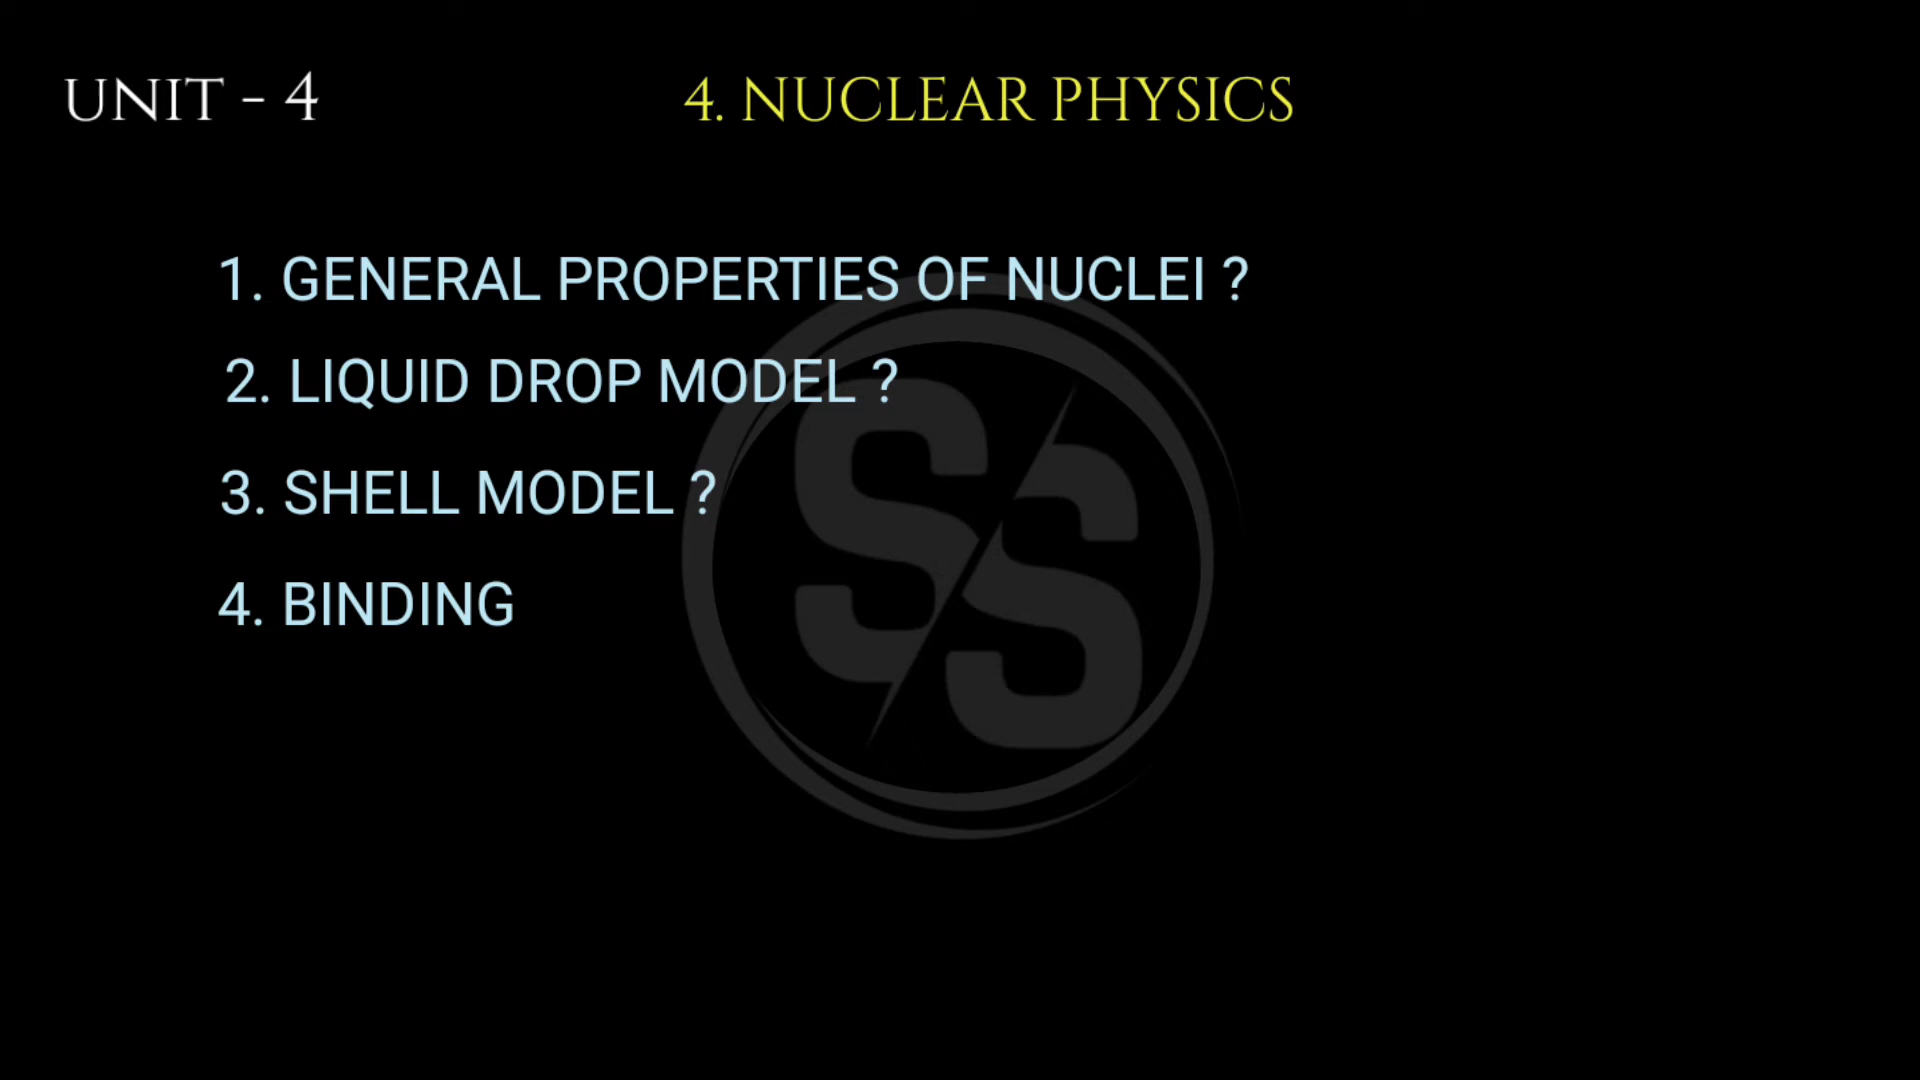 UNIT - 4
4. NUCLEAR PHYSICS
1. GENERAL PROPERTIES OF NUCLEI ?
2. LIQUID DROP MODEL ?
3. SHELL MODEL ?
4. BINDING
SS